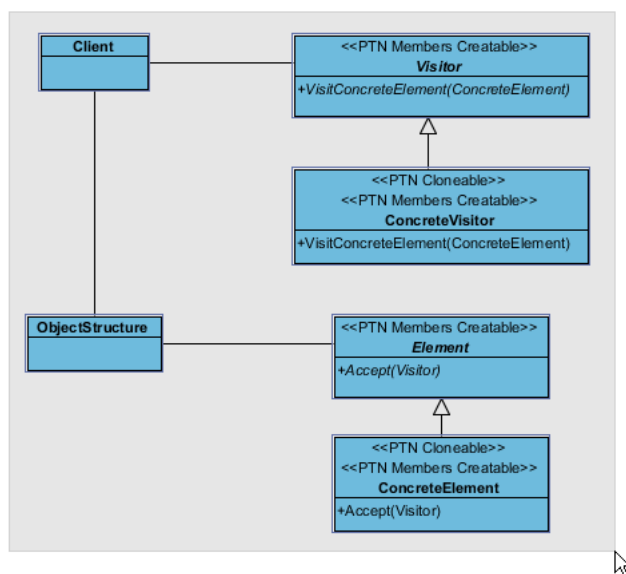 Client
<<PTN Members Creatable>>
Visitor
+VisitConcreteElement(ConcreteElement)
<<PTN Cloneable>>
<<PTN Members Creatable>>
ConcreteVisitor
+VisitConcreteElement(ConcreteElement)
ObjectStructure
<<PTN Members Creatable>>
Element
+Accept(Visitor)
<<PTN Cloneable>>
<<PTN Members Creatable>>
ConcreteElement
+Accept(Visitor)